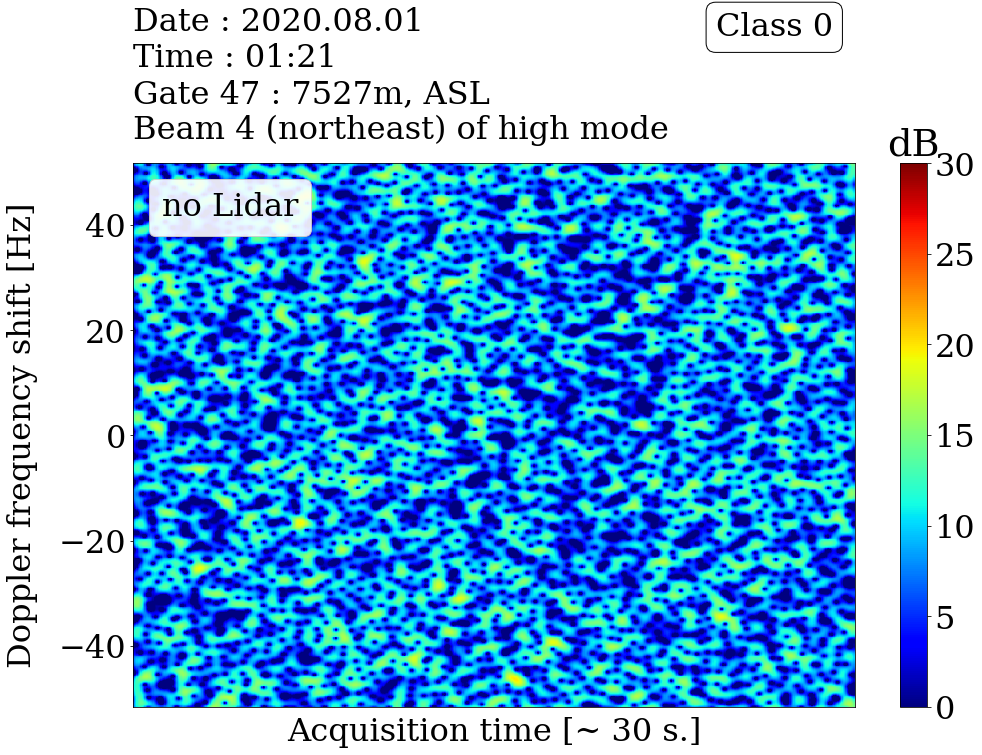 Date : 2020.08.01
Time : 01:21
Gate 47 : 7527m, ASL
Beam 4 (northeast) of high mode
Class 0
dB
no Lidar
Doppler frequency shift [Hz]
40
20
0
−20
−40
30
25
20
15
10
5
0
Acquisition time [~ 30 s.]